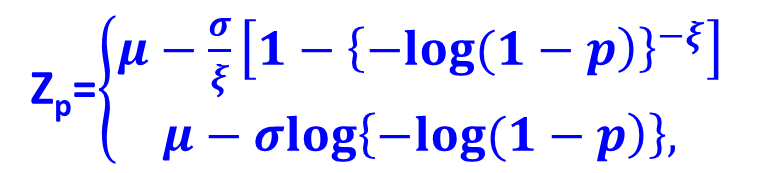 Zₚ= { μ − σ/ξ [1 − {−log(1 − p)}^−ξ]
μ − σlog{−log(1 − p)},